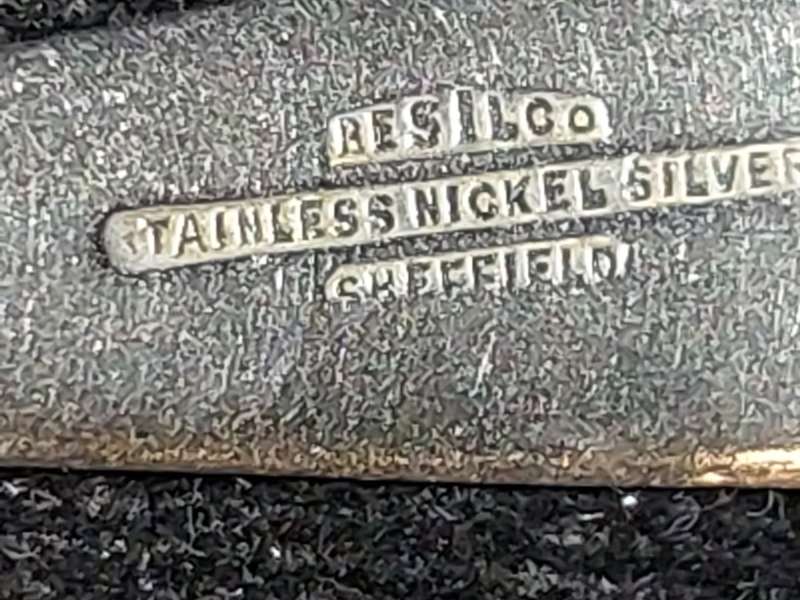 RESILCO
STAINLESS NICKEL SILVER
SHEFFIELD